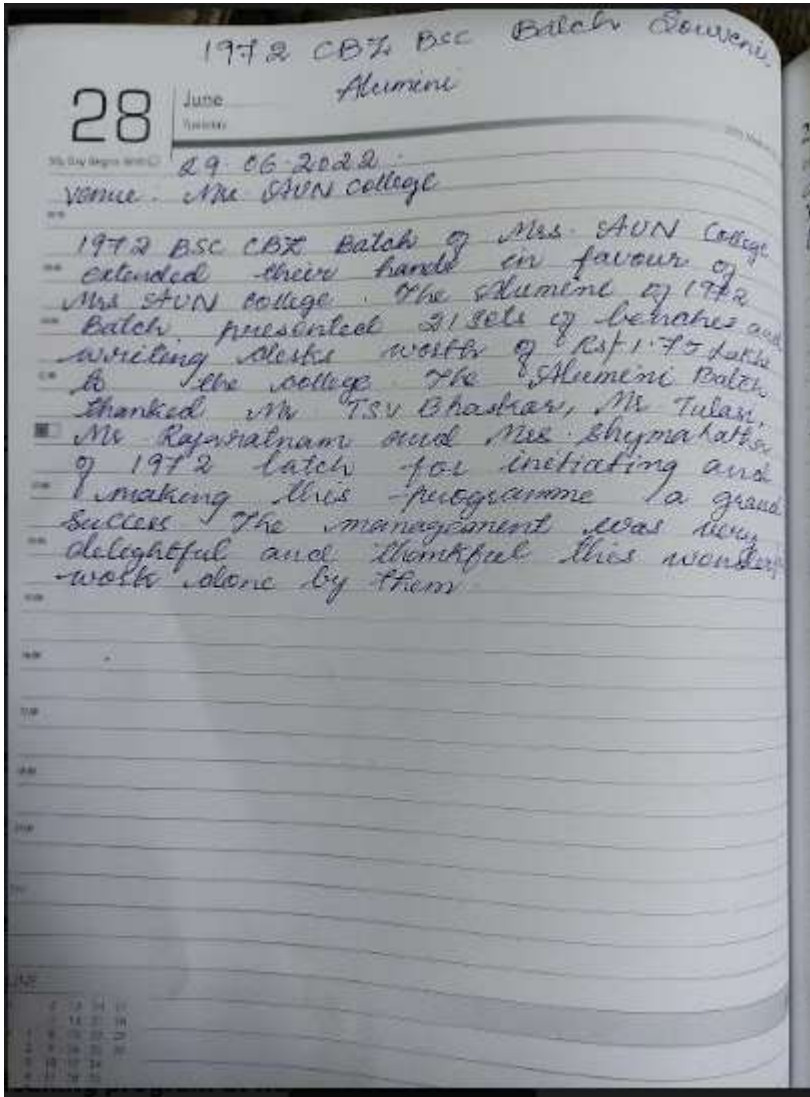 1972 CBZ BSC Batch Souveni
Alumini
28
June
Tuesday
29.06.2022.
Venue. Mrs AVN College
1972 BSC CBZ Batch of Mrs. AVN College
extended their hands in favour of
Mrs AVN College. The Alumini of 1972
Batch presented 21 sets of benches and
writing desks worth of Rs/ 1.75 Lakhs
to the college. The Alumini Batch
thanked Mr TSV Bhaskar, Mr Tulasi,
Mr Rajaratnam and Mrs. Shymalatha
of 1972 batch for initiating and
making this programme a grand
success The management was very
delightful and thankful this wonderf
work done by them